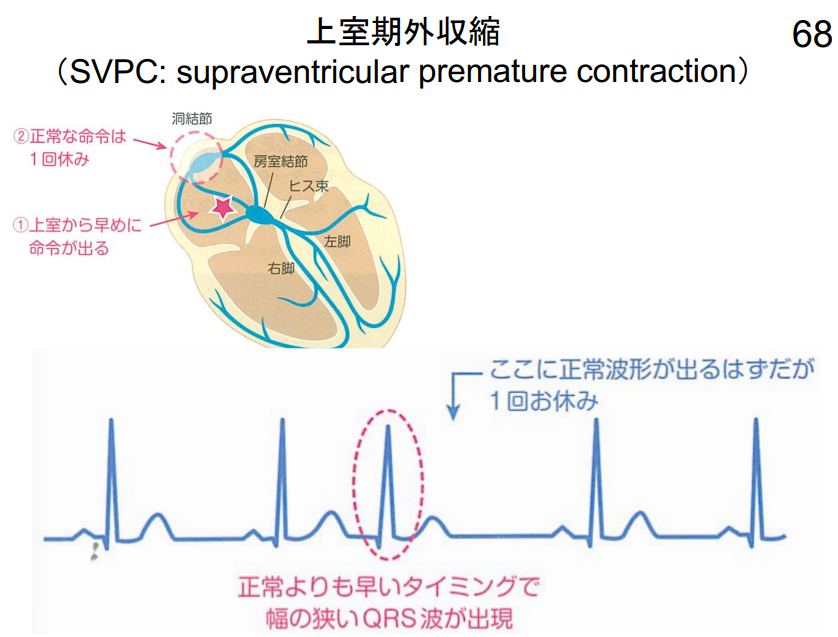 上室期外収縮
68
（SVPC: supraventricular premature contraction）
洞結節
②正常な命令は
1回休み
房室結節
ヒス束
①上室から早めに
命令が出る
左脚
右脚
ここに正常波形が出るはずだが
1回お休み
正常よりも早いタイミングで
幅の狭いQRS波が出現